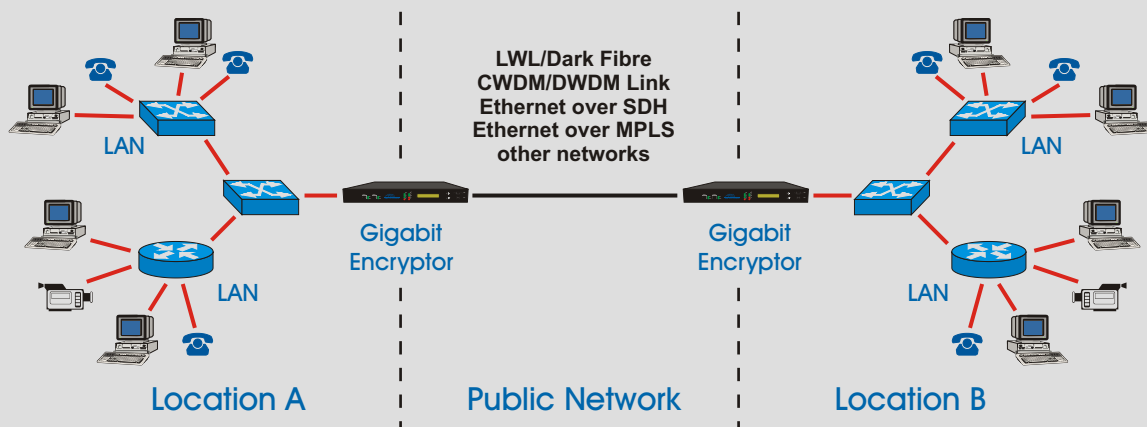 LWL/Dark Fibre
CWDM/DWDM Link
Ethernet over SDH
Ethernet over MPLS
other networks
LAN
LAN
Gigabit
Encryptor
Gigabit
Encryptor
LAN
LAN
Location A
Public Network
Location B